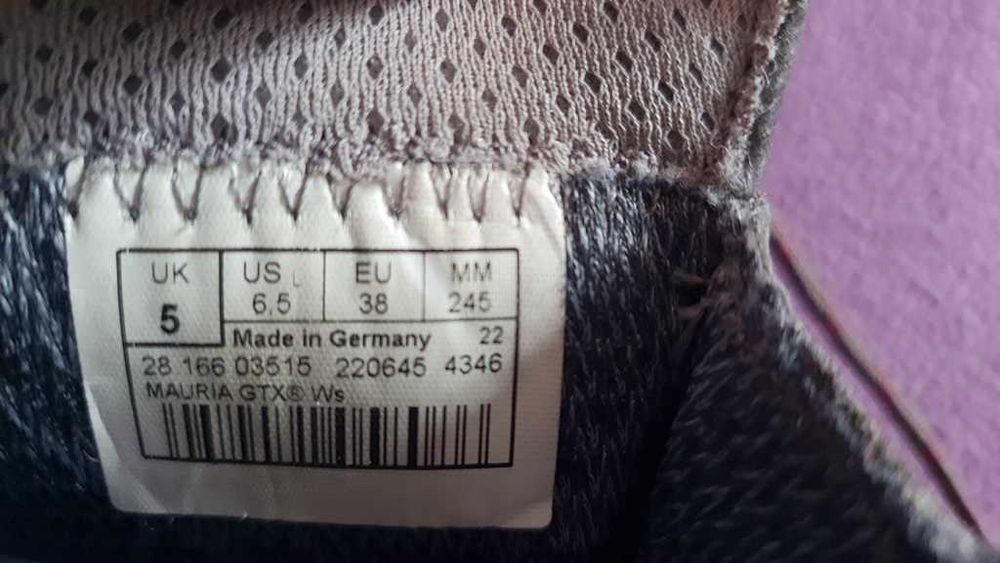 UK US L EU MM
5 6,5 38 245
Made in Germany 22
28 166 03515 220645 4346
MAURIA GTX® Ws